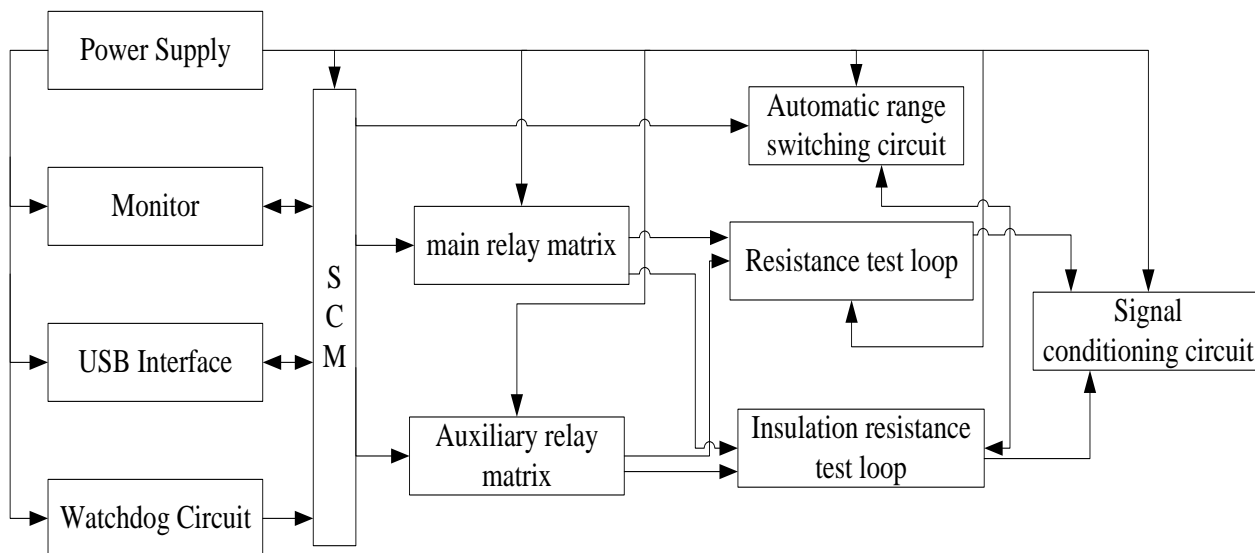 Power Supply
Monitor
USB Interface
Watchdog Circuit
S
C
M
main relay matrix
Auxiliary relay
matrix
Automatic range
switching circuit
Resistance test loop
Insulation resistance
test loop
Signal
conditioning circuit